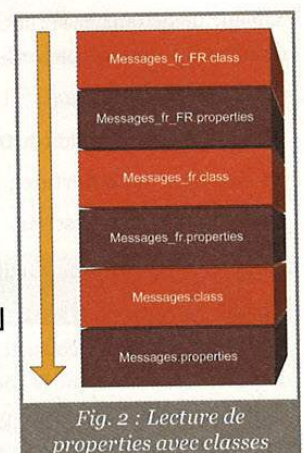 Messages_fr_FR.class
Messages_fr_FR.properties
Messages_fr.class
Messages_fr.properties
Messages.class
Messages.properties
Fig. 2 : Lecture de
properties avec classes